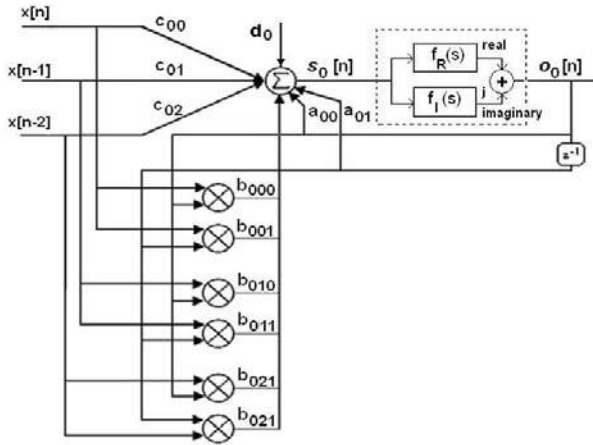 x[n]
c00
d0
x[n-1]
c01
Σ
s0 [n]
fR(s)
real
+
o0[n]
x[n-2]
c02
a00
a01
fI(s)
j
imaginary
z-1
b000
b001
b010
b011
b021
b021